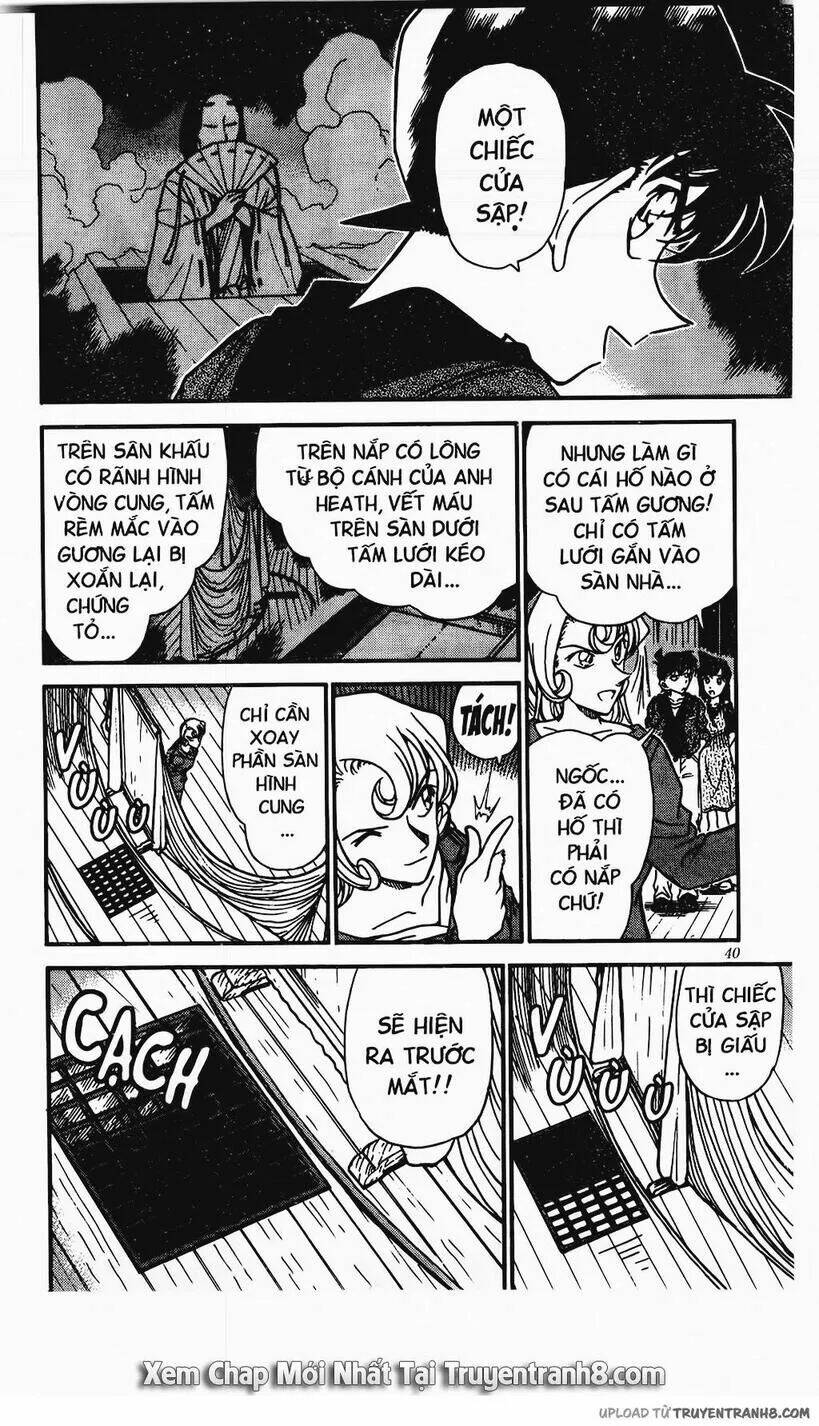 MỘT
CHIẾC
CỬA
SẬP!
NHƯNG LÀM GÌ
CÓ CÁI HỐ NÀO Ở
SAU TẤM GƯƠNG!
CHỈ CÓ TẤM
LƯỚI GẮN VÀO
SÀN NHÀ...
NGỐC...
ĐÃ CÓ
HỐ THÌ
PHẢI
CÓ NẮP
CHỨ!
TRÊN NẮP CÓ LÔNG
TỪ BỘ CÁNH CỦA ANH
HEATH, VẾT MÁU
TRÊN SÀN DƯỚI
TẤM LƯỚI KÉO
DÀI...
TRÊN SÂN KHẤU
CÓ RÃNH HÌNH
VÒNG CUNG, TẤM
RÈM MẮC VÀO
GƯƠNG LẠI BỊ
XOẮN LẠI,
CHỨNG
TỎ...
TÁCH!
CHỈ CẦN
XOAY
PHẦN SÀN
HÌNH
CUNG
...
VÙÙÙ
40
THÌ CHIẾC
CỬA SẬP
BỊ GIẤU
...
VÙÙÙ
SẼ HIỆN
RA TRƯỚC
MẮT!!
CẠCH
Xem Chap Mới Nhất Tại Truyentranh8.com
UPLOAD TỪ TRUYENTRANH8.COM